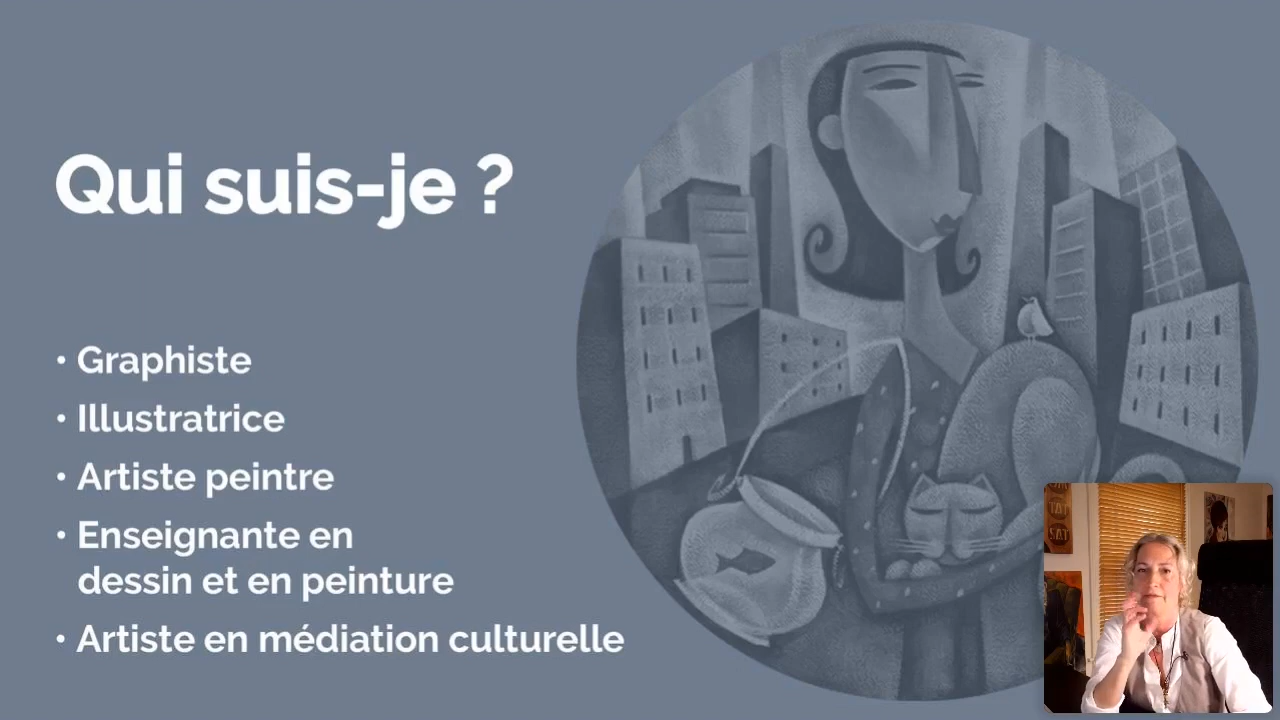 Qui suis-je ?
• Graphiste
• Illustratrice
• Artiste peintre
• Enseignante en
dessin et en peinture
• Artiste en médiation culturelle